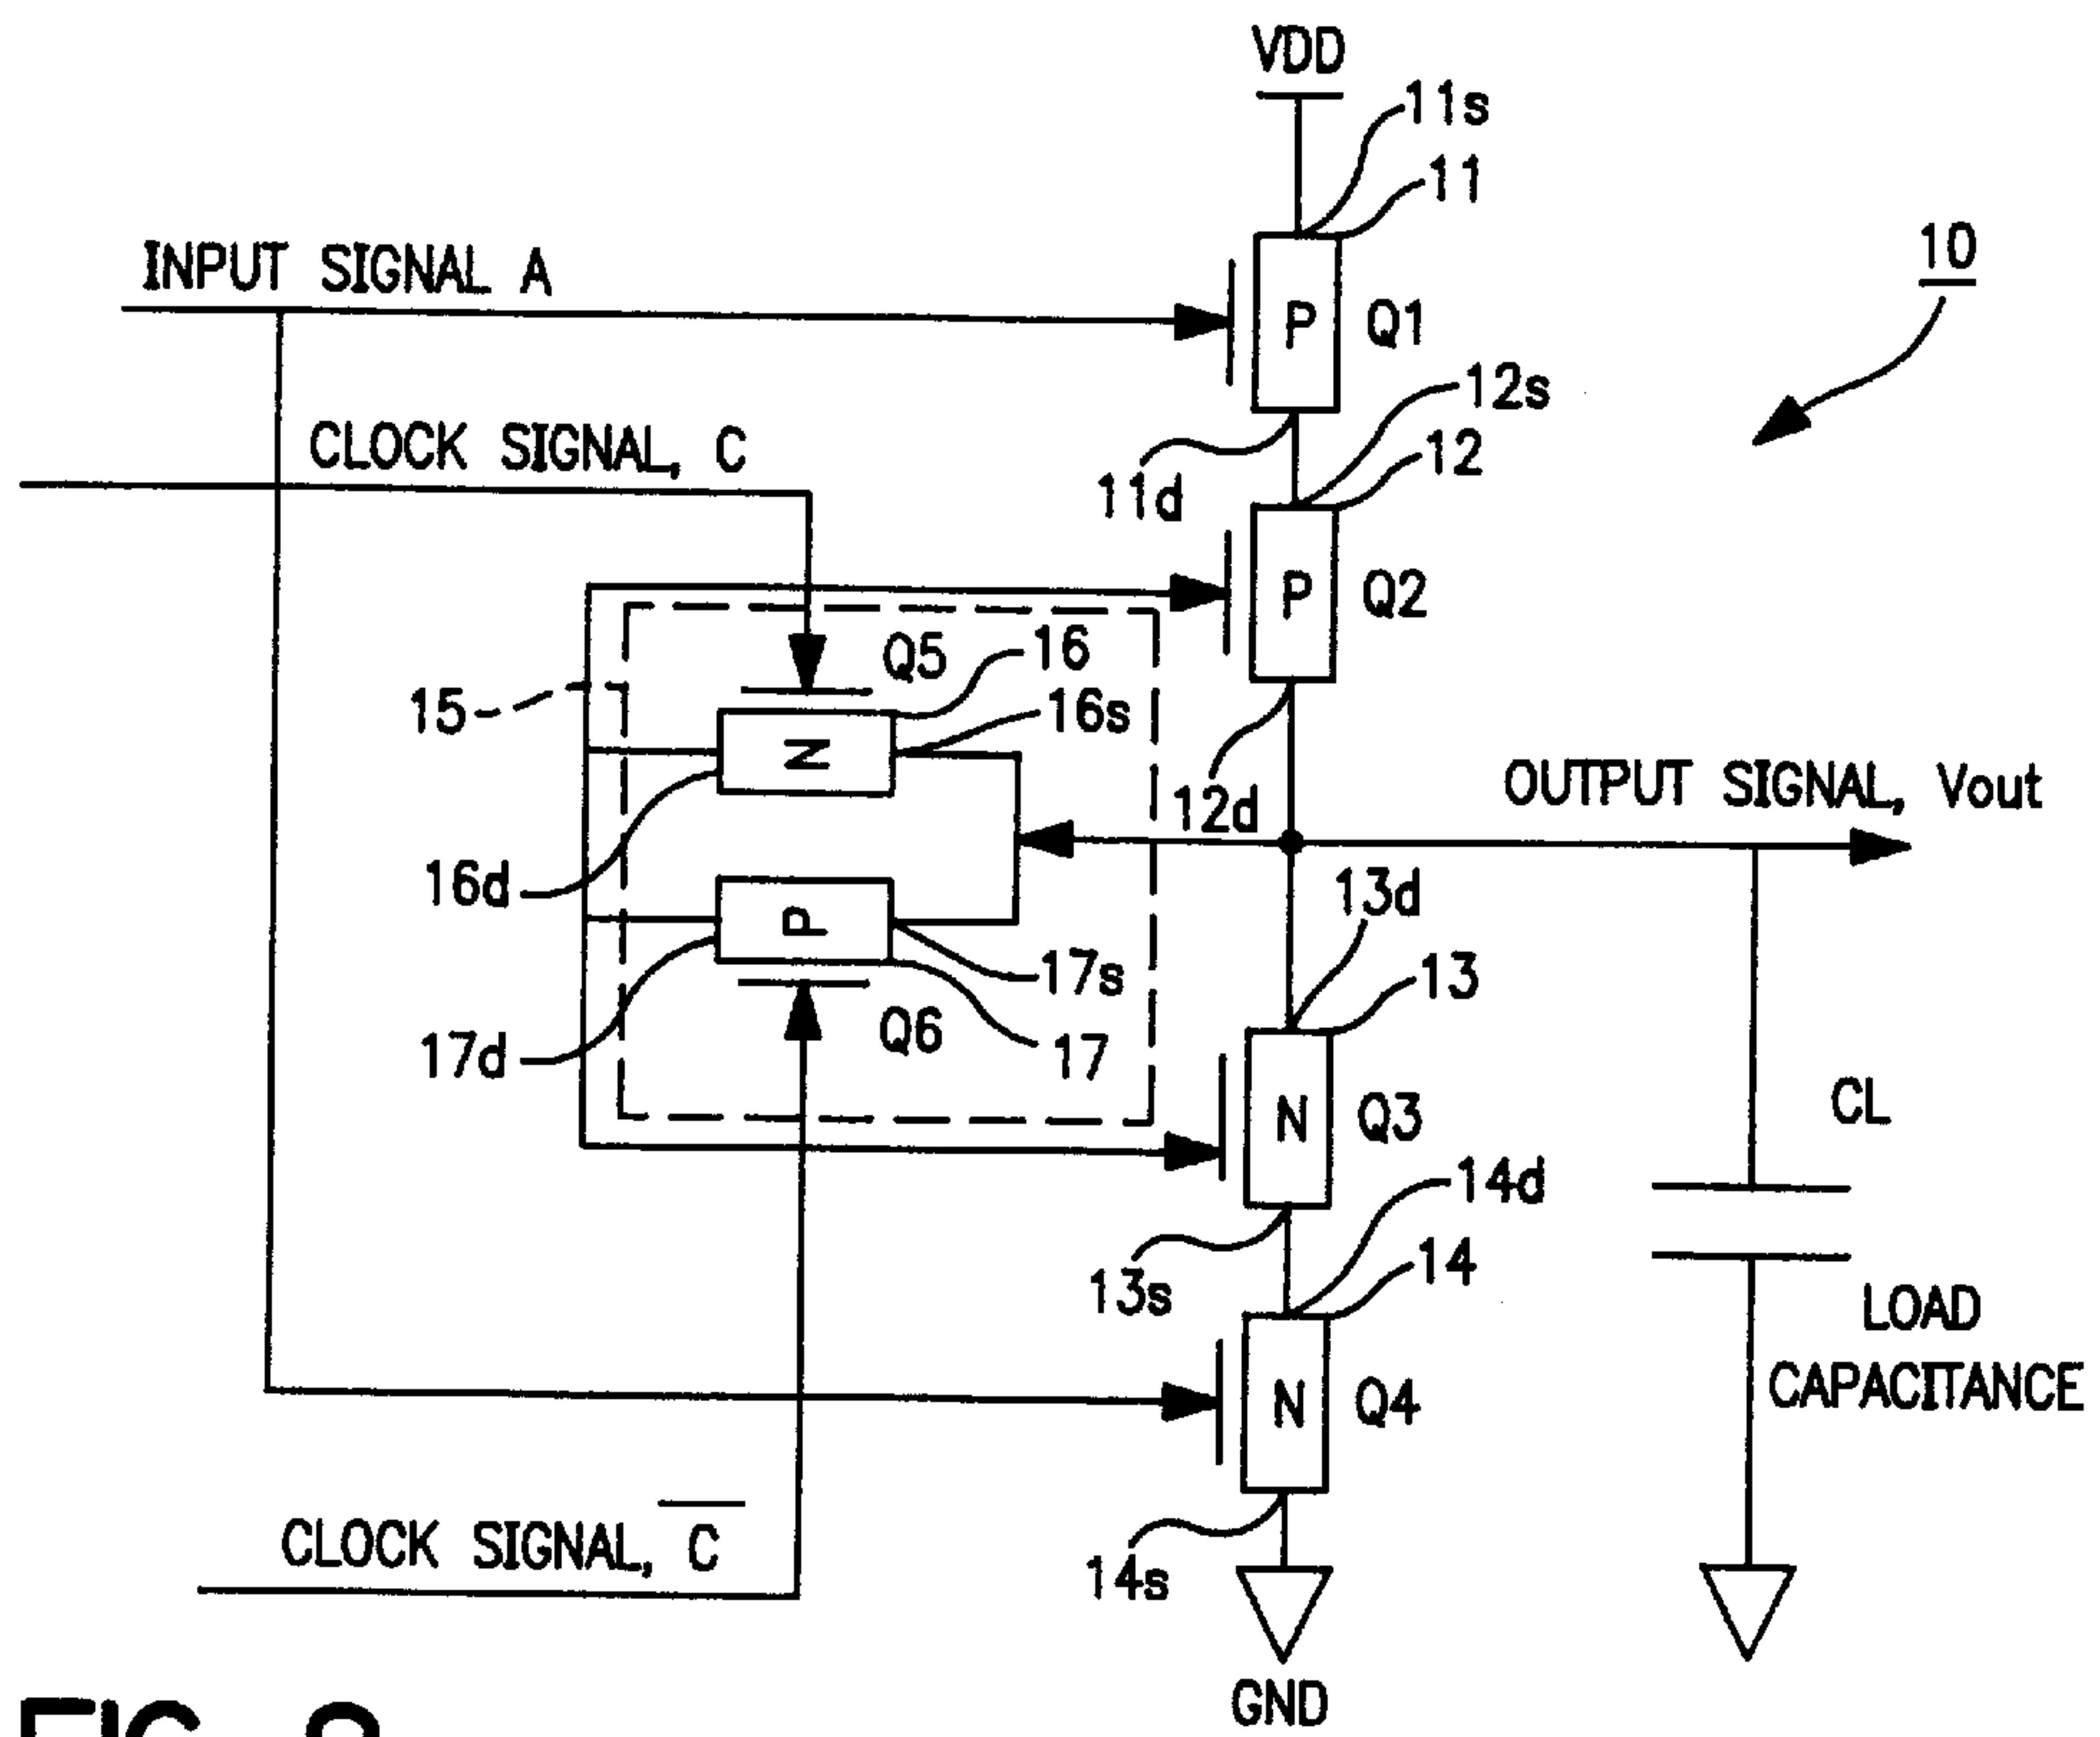 VDD
11s
11
INPUT SIGNAL A
10
P
Q1
12s
CLOCK SIGNAL, C
12
11d
P
Q2
Q5
16
15
16s
N
OUTPUT SIGNAL, Vout
12d
16d
13d
P
17s
13
17d
Q6
17
CL
N
Q3
14d
13s
14
LOAD
CAPACITANCE
N
Q4
CLOCK SIGNAL, C̅
14s
GND